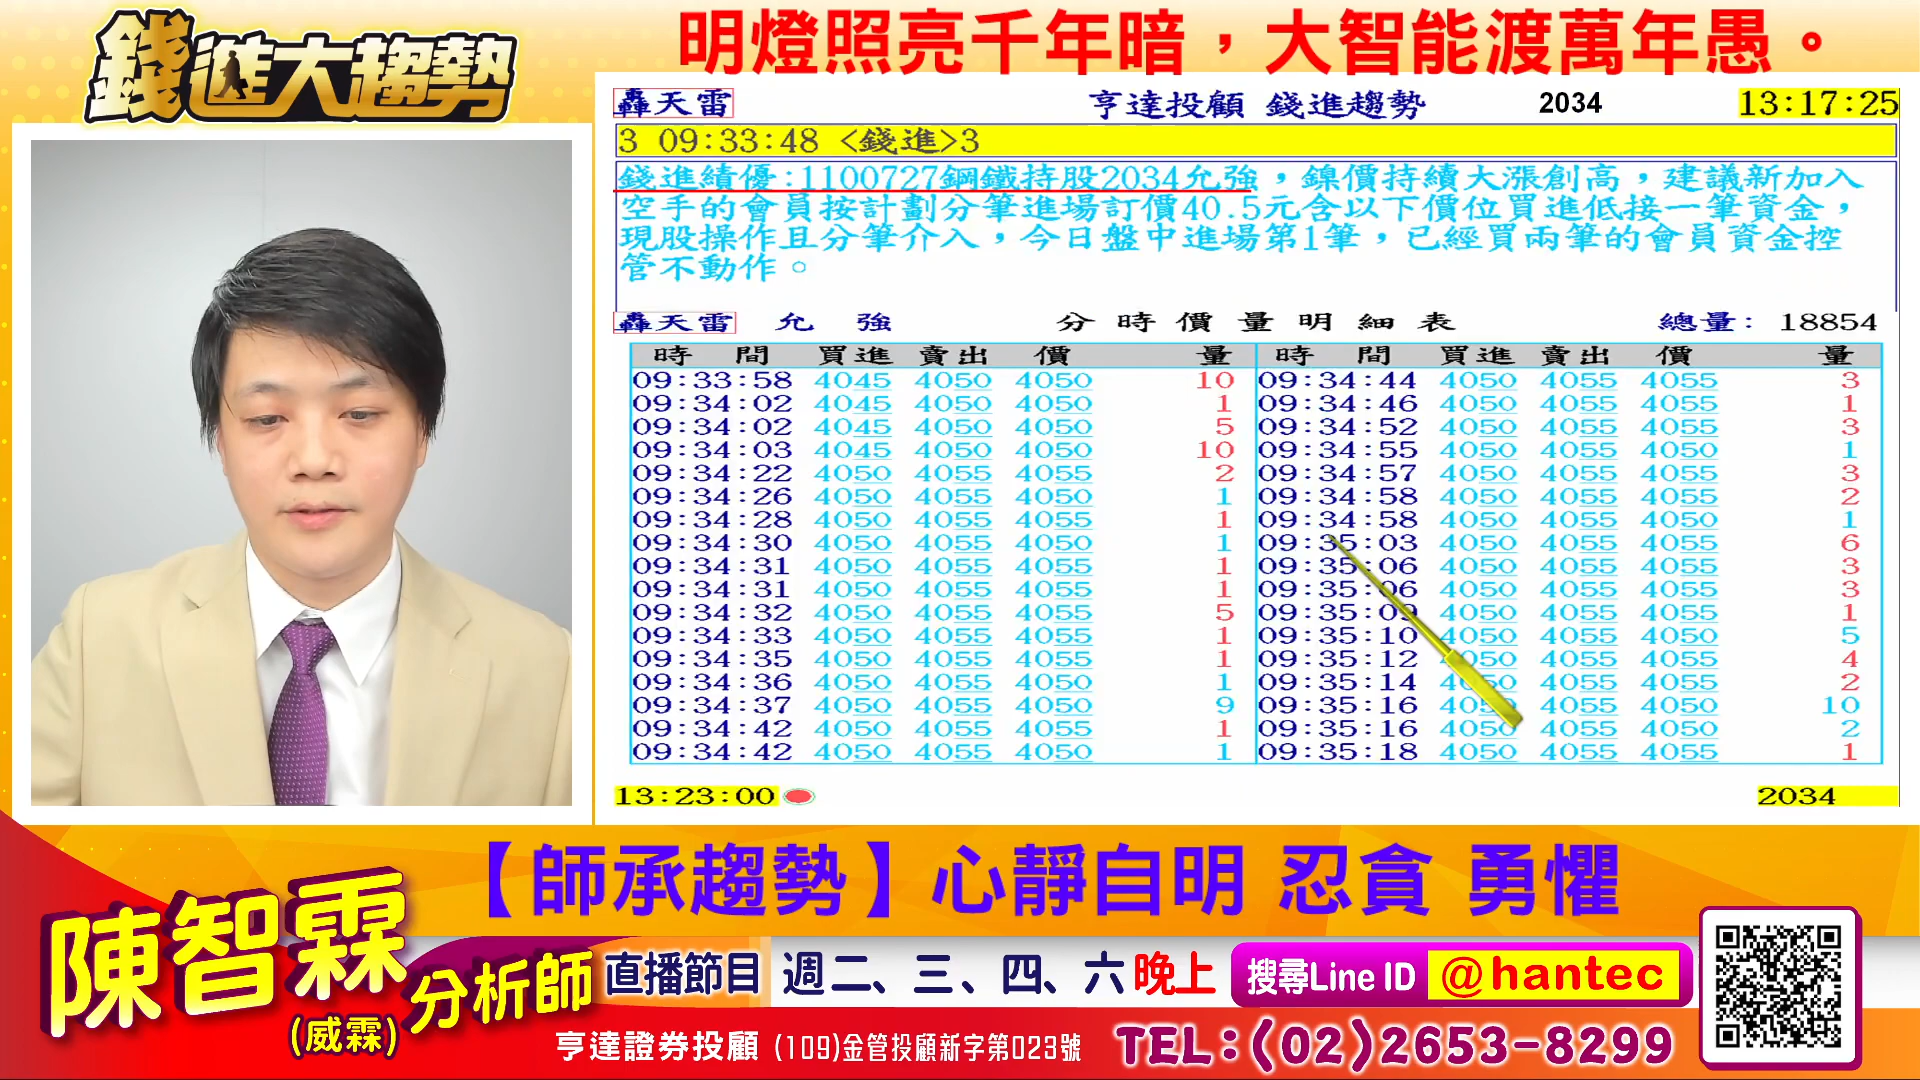 錢進大趨勢
明燈照亮千年暗，大智能渡萬年愚。
轟天雷 亨達投顧 錢進趨勢 2034 13:17:25
3 09:33:48 <錢進>3
錢進績優:1100727鋼鐵持股2034允強，鎳價持續大漲創高，建議新加入
空手的會員按計劃分筆進場訂價40.5元含以下價位買進低接一筆資金，
現股操作且分筆介入，今日盤中進場第1筆，已經買兩筆的會員資金控
管不動作。
轟天雷 允強 分時價量明細表 總量: 18854
時間 買進 賣出 價 量 時間 買進 賣出 價 量
09:33:58 4045 4050 4050 10 09:34:44 4050 4055 4055 3
09:34:02 4045 4050 4050 1 09:34:46 4050 4055 4055 1
09:34:02 4045 4050 4050 5 09:34:52 4050 4055 4055 3
09:34:03 4045 4050 4050 10 09:34:55 4050 4055 4050 1
09:34:22 4050 4055 4055 2 09:34:57 4050 4055 4055 3
09:34:26 4050 4055 4050 1 09:34:58 4050 4055 4055 2
09:34:28 4050 4055 4055 1 09:34:58 4050 4055 4050 1
09:34:30 4050 4055 4050 1 09:35:03 4050 4055 4055 6
09:34:31 4050 4055 4055 1 09:35:06 4050 4055 4055 3
09:34:31 4050 4055 4055 1 09:35:06 4050 4055 4055 3
09:34:32 4050 4055 4055 5 09:35:09 4050 4055 4055 1
09:34:33 4050 4055 4055 1 09:35:10 4050 4055 4050 5
09:34:35 4050 4055 4055 1 09:35:12 4050 4055 4055 4
09:34:36 4050 4055 4050 1 09:35:14 4050 4055 4055 2
09:34:37 4050 4055 4050 9 09:35:16 4050 4055 4050 10
09:34:42 4050 4055 4055 1 09:35:16 4050 4055 4050 2
09:34:42 4050 4055 4050 1 09:35:18 4050 4055 4055 1
13:23:00 2034
【師承趨勢】心靜自明 忍貪 勇懼
陳智霖 (威霖) 分析師
直播節目 週二、三、四、六晚上 搜尋Line ID @hantec
亨達證券投顧 (109)金管投顧新字第023號 TEL:(02)2653-8299